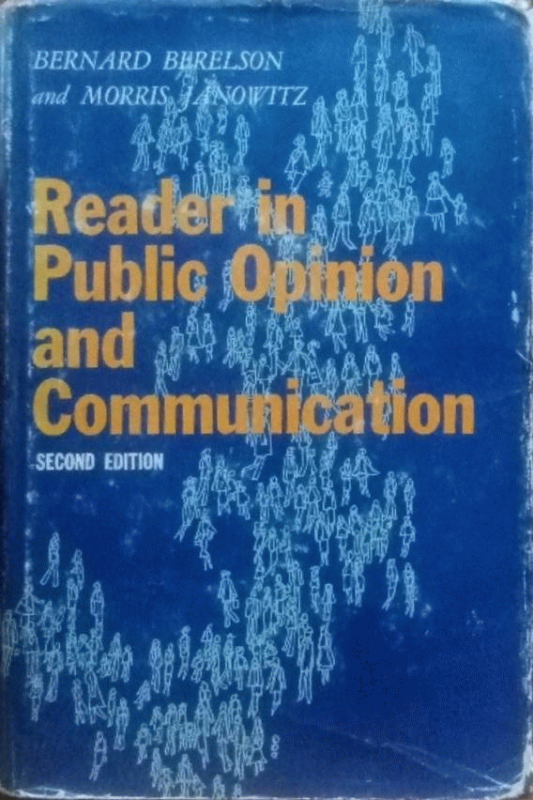 BERNARD BERELSON
and MORRIS JANOWITZ
Reader in
Public Opinion
and
Communication
SECOND EDITION